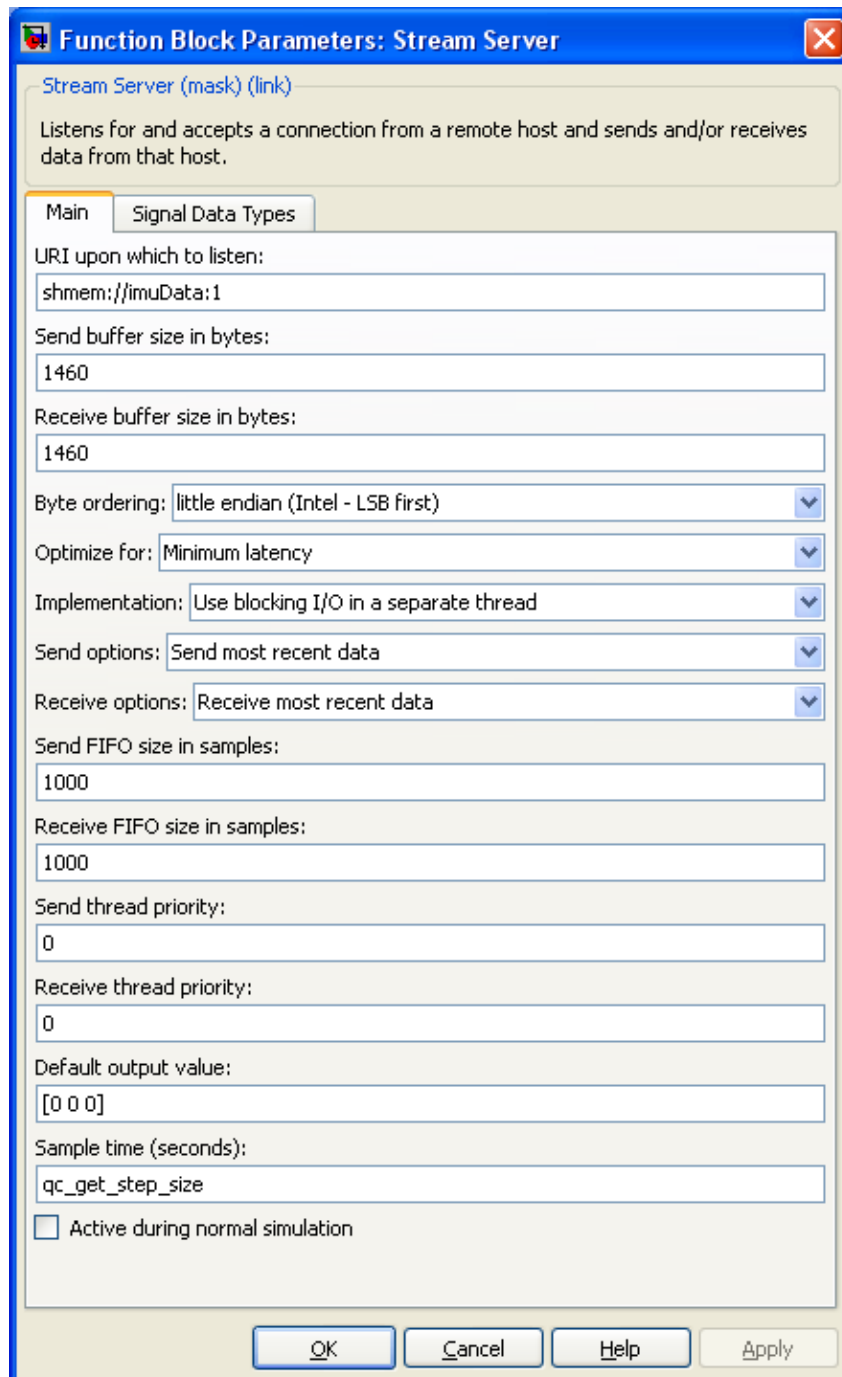 Function Block Parameters: Stream Server
Stream Server (mask) (link)
Listens for and accepts a connection from a remote host and sends and/or receives
data from that host.
Main Signal Data Types
URI upon which to listen:
shmem://imuData:1
Send buffer size in bytes:
1460
Receive buffer size in bytes:
1460
Byte ordering: little endian (Intel - LSB first)
Optimize for: Minimum latency
Implementation: Use blocking I/O in a separate thread
Send options: Send most recent data
Receive options: Receive most recent data
Send FIFO size in samples:
1000
Receive FIFO size in samples:
1000
Send thread priority:
0
Receive thread priority:
0
Default output value:
[0 0 0]
Sample time (seconds):
qc_get_step_size
Active during normal simulation
OK Cancel Help Apply